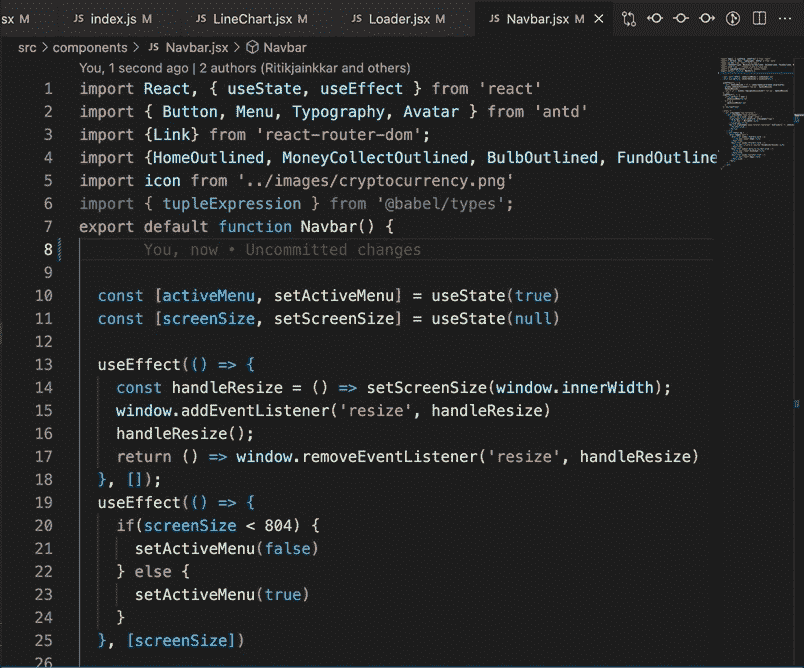 sx M JS index.js M JS LineChart.jsx M JS Loader.jsx M JS Navbar.jsx M
src > components > JS Navbar.jsx > Navbar
You, 1 second ago | 2 authors (Ritikjainkkar and others)
1 import React, { useState, useEffect } from 'react'
2 import { Button, Menu, Typography, Avatar } from 'antd'
3 import {Link} from 'react-router-dom';
4 import {HomeOutlined, MoneyCollectOutlined, BulbOutlined, FundOutline
5 import icon from '../images/cryptocurrency.png'
6 import { tupleExpression } from '@babel/types';
7 export default function Navbar() {
8 You, now • Uncommitted changes
9
10 const [activeMenu, setActiveMenu] = useState(true)
11 const [screenSize, setScreenSize] = useState(null)
12
13 useEffect(() => {
14 const handleResize = () => setScreenSize(window.innerWidth);
15 window.addEventListener('resize', handleResize)
16 handleResize();
17 return () => window.removeEventListener('resize', handleResize)
18 }, []);
19 useEffect(() => {
20 if(screenSize < 804) {
21 setActiveMenu(false)
22 } else {
23 setActiveMenu(true)
24 }
25 }, [screenSize])
26